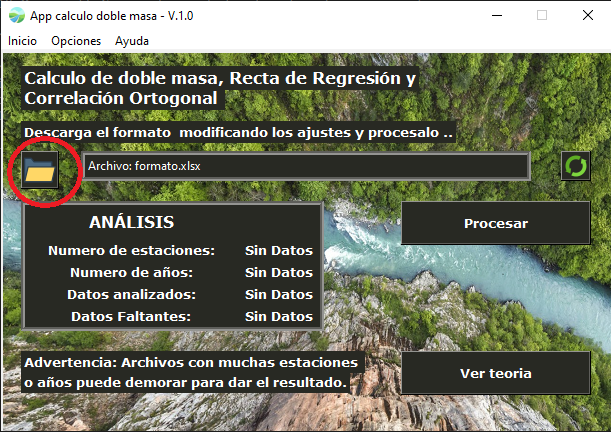 App calculo doble masa - V.1.0
Inicio Opciones Ayuda
Calculo de doble masa, Recta de Regresión y
Correlación Ortogonal
Descarga el formato modificando los ajustes y procesalo ..
Archivo: formato.xlsx
ANÁLISIS
Numero de estaciones: Sin Datos
Numero de años: Sin Datos
Datos analizados: Sin Datos
Datos Faltantes: Sin Datos
Procesar
Advertencia: Archivos con muchas estaciones
o años puede demorar para dar el resultado.
Ver teoria